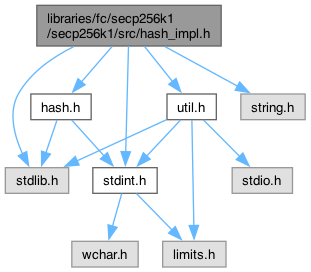 libraries/fc/secp256k1
/secp256k1/src/hash_impl.h
hash.h
util.h
string.h
stdlib.h
stdint.h
stdio.h
wchar.h
limits.h